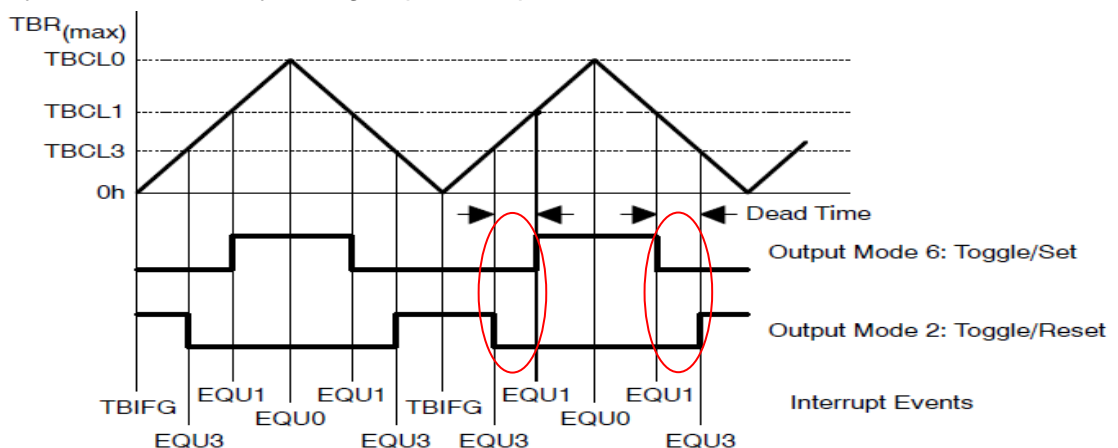 TBR(max)
TBCL0
TBCL1
TBCL3
0h
Dead Time
Output Mode 6: Toggle/Set
Output Mode 2: Toggle/Reset
TBIFG EQU1 EQU1 TBIFG EQU1 EQU1 Interrupt Events
EQU0 EQU0
EQU3 EQU3 EQU3 EQU3